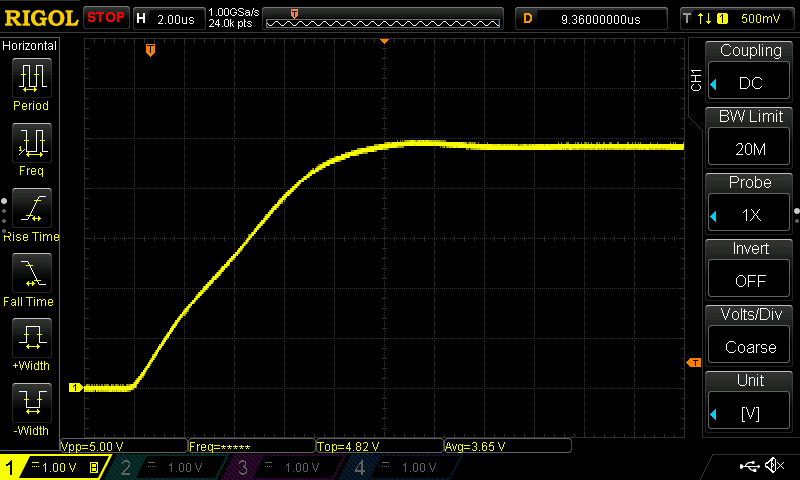 RIGOL STOP H 2.00us 1.00GSa/s 24.0k pts T D 9.36000000us T 1 500mV
Horizontal
Period
Freq
Rise Time
Fall Time
+Width
-Width
T
1
T
CH1
Coupling
DC
BW Limit
20M
Probe
1X
Invert
OFF
Volts/Div
Coarse
Unit
[V]
Vpp=5.00 V Freq=***** Top=4.82 V Avg=3.65 V
1 1.00 V B 2 1.00 V 3 1.00 V 4 1.00 V